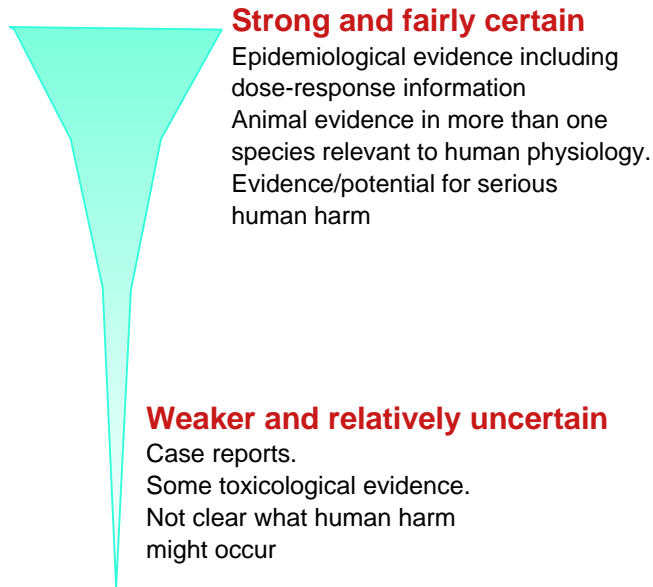 Strong and fairly certain
Epidemiological evidence including
dose-response information
Animal evidence in more than one
species relevant to human physiology.
Evidence/potential for serious
human harm
Weaker and relatively uncertain
Case reports.
Some toxicological evidence.
Not clear what human harm
might occur